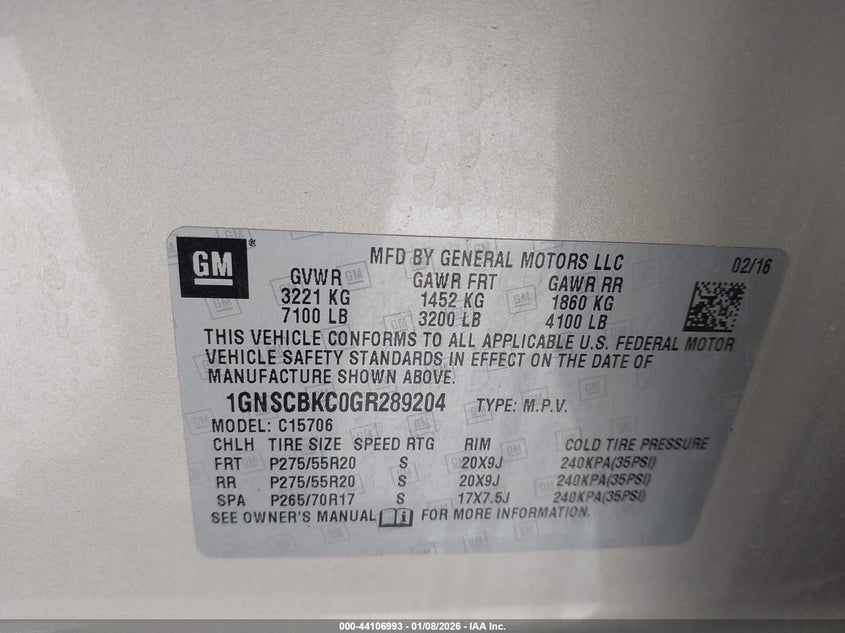 GM ®
MFD BY GENERAL MOTORS LLC 02/16
GVWR GAWR FRT GAWR RR
3221 KG 1452 KG 1860 KG
7100 LB 3200 LB 4100 LB
THIS VEHICLE CONFORMS TO ALL APPLICABLE U.S. FEDERAL MOTOR
VEHICLE SAFETY STANDARDS IN EFFECT ON THE DATE OF
MANUFACTURE SHOWN ABOVE.
1GNSCBKC0GR289204 TYPE: M.P.V.
MODEL: C15706
CHLH TIRE SIZE SPEED RTG RIM COLD TIRE PRESSURE
FRT P275/55R20 S 20X9J 240KPA(35PSI)
RR P275/55R20 S 20X9J 240KPA(35PSI)
SPA P265/70R17 S 17X7.5J 240KPA(35PSI)
SEE OWNER'S MANUAL FOR MORE INFORMATION.
000-44106993 - 01/08/2026 - IAA Inc.